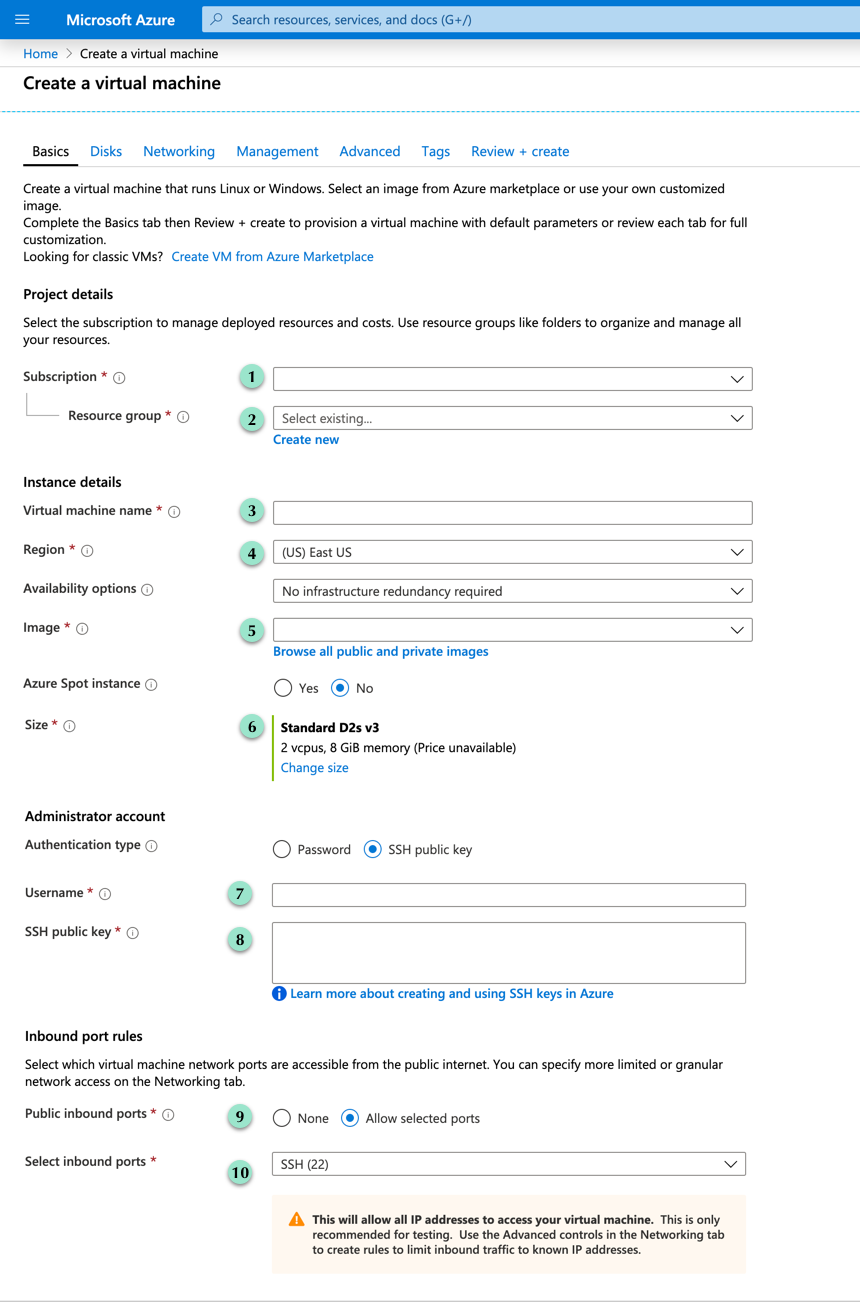 Microsoft Azure
Search resources, services, and docs (G+/)
Home > Create a virtual machine
Create a virtual machine
Basics Disks Networking Management Advanced Tags Review + create
Create a virtual machine that runs Linux or Windows. Select an image from Azure marketplace or use your own customized
image.
Complete the Basics tab then Review + create to provision a virtual machine with default parameters or review each tab for full
customization.
Looking for classic VMs? Create VM from Azure Marketplace
Project details
Select the subscription to manage deployed resources and costs. Use resource groups like folders to organize and manage all
your resources.
Subscription * 1
Resource group * 2 Select existing...
Create new
Instance details
Virtual machine name * 3
Region * 4 (US) East US
Availability options No infrastructure redundancy required
Image * 5
Browse all public and private images
Azure Spot instance Yes No
Size * 6 Standard D2s v3
2 vcpus, 8 GiB memory (Price unavailable)
Change size
Administrator account
Authentication type Password SSH public key
Username * 7
SSH public key * 8
Learn more about creating and using SSH keys in Azure
Inbound port rules
Select which virtual machine network ports are accessible from the public internet. You can specify more limited or granular
network access on the Networking tab.
Public inbound ports * 9 None Allow selected ports
Select inbound ports * 10 SSH (22)
This will allow all IP addresses to access your virtual machine. This is only
recommended for testing. Use the Advanced controls in the Networking tab
to create rules to limit inbound traffic to known IP addresses.